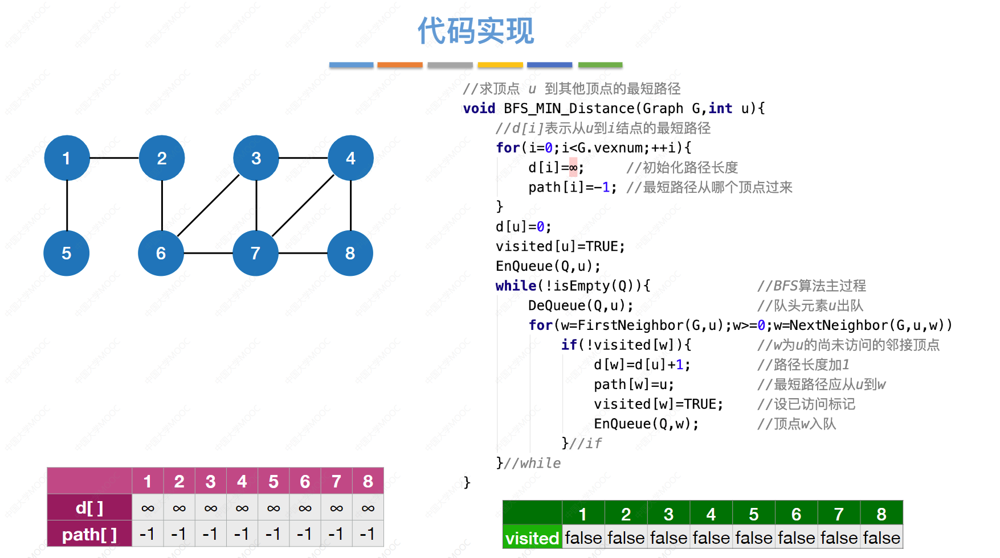 代码实现
//求顶点 u 到其他顶点的最短路径
void BFS_MIN_Distance(Graph G,int u){
//d[i]表示从u到i结点的最短路径
for(i=0;i<G.vexnum;++i){
d[i]=∞; //初始化路径长度
path[i]=-1; //最短路径从哪个顶点过来
}
d[u]=0;
visited[u]=TRUE;
EnQueue(Q,u);
while(!isEmpty(Q)){ //BFS算法主过程
DeQueue(Q,u); //队头元素u出队
for(w=FirstNeighbor(G,u);w>=0;w=NextNeighbor(G,u,w))
if(!visited[w]){ //w为u的尚未访问的邻接顶点
d[w]=d[u]+1; //路径长度加1
path[w]=u; //最短路径应从u到w
visited[w]=TRUE; //设已访问标记
EnQueue(Q,w); //顶点w入队
}//if
}//while
}
1 2 3 4
5 6 7 8
1 2 3 4 5 6 7 8
d[ ] ∞ ∞ ∞ ∞ ∞ ∞ ∞ ∞
path[ ] -1 -1 -1 -1 -1 -1 -1 -1
1 2 3 4 5 6 7 8
visited false false false false false false false false
中国大学MOOC